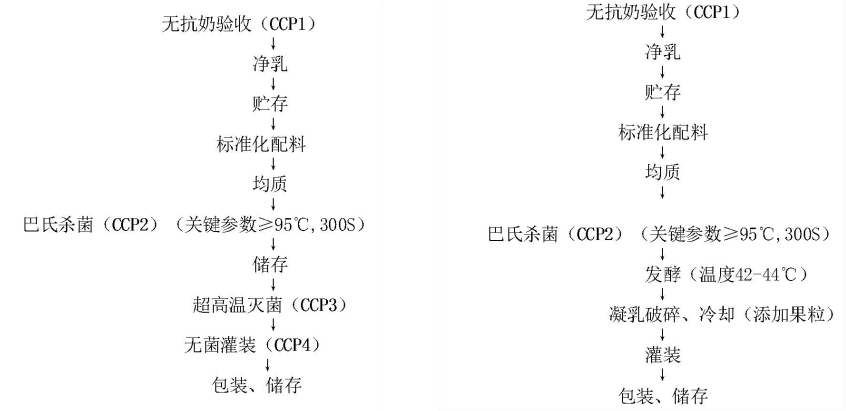 无抗奶验收（CCP1）
↓
净乳
↓
贮存
↓
标准化配料
↓
均质
↓
巴氏杀菌（CCP2）（关键参数≥95℃,300S）
↓
储存
↓
超高温灭菌（CCP3）
↓
无菌灌装（CCP4）
↓
包装、储存
无抗奶验收（CCP1）
↓
净乳
↓
贮存
↓
标准化配料
↓
均质
↓
巴氏杀菌（CCP2）（关键参数≥95℃,300S）
↓
发酵（温度42-44℃）
↓
凝乳破碎、冷却（添加果粒）
↓
灌装
↓
包装、储存